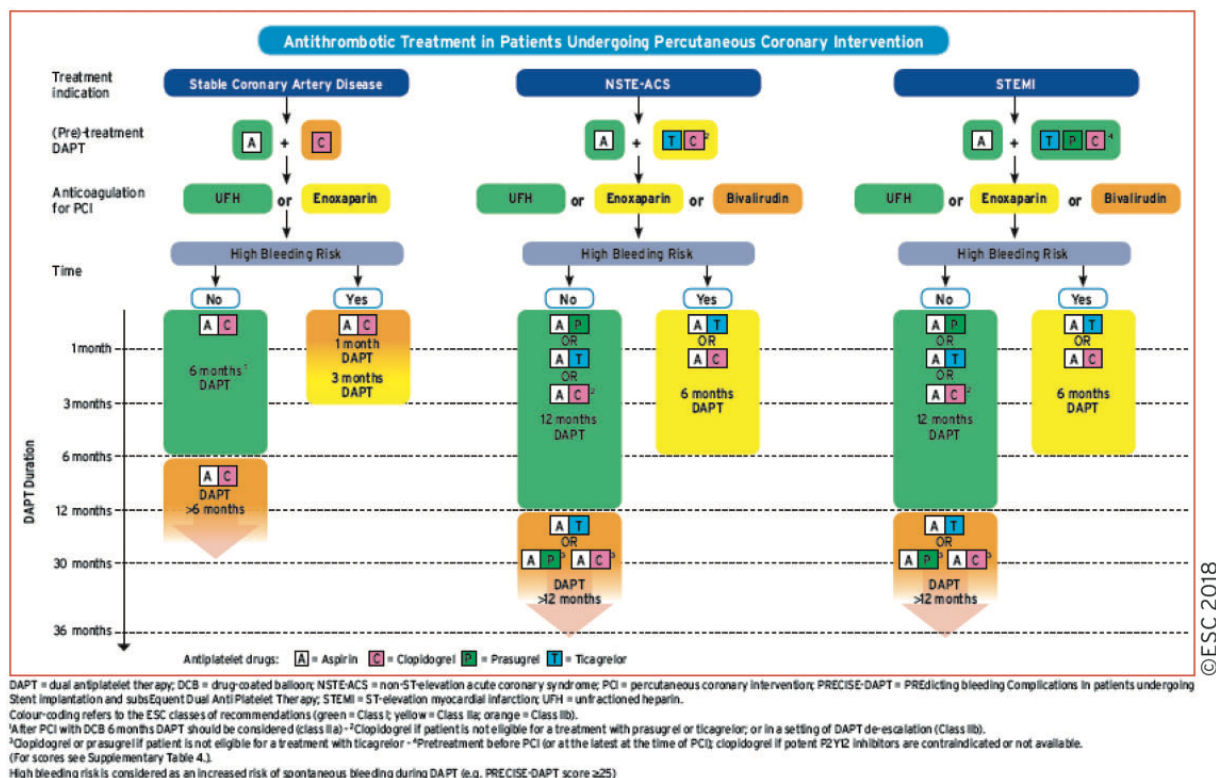 Antithrombotic Treatment in Patients Undergoing Percutaneous Coronary Intervention
Treatment indication
Stable Coronary Artery Disease
NSTE-ACS
STEMI
(Pre)-treatment DAPT
A + C
A + T C 2
A + T P C 4
Anticoagulation for PCI
UFH or Enoxaparin
UFH or Enoxaparin or Bivalirudin
UFH or Enoxaparin or Bivalirudin
High Bleeding Risk
High Bleeding Risk
High Bleeding Risk
Time
No
Yes
No
Yes
No
Yes
DAPT Duration
1 month
3 months
6 months
12 months
30 months
36 months
A C
6 months 1
DAPT
A C
DAPT
>6 months
A C
1 month
DAPT
3 months
DAPT
A P
OR
A T
OR
A C 2
12 months
DAPT
A T
OR
A P 3 A C 3
DAPT
>12 months
A T
OR
A C
6 months
DAPT
A P
OR
A T
OR
A C 2
12 months
DAPT
A T
OR
A P 3 A C 3
DAPT
>12 months
A T
OR
A C
6 months
DAPT
Antiplatelet drugs: A = Aspirin C = Clopidogrel P = Prasugrel T = Ticagrelor
©ESC 2018
DAPT = dual antiplatelet therapy; DCB = drug-coated balloon; NSTE-ACS = non-ST-elevation acute coronary syndrome; PCI = percutaneous coronary intervention; PRECISE-DAPT = PREdicting bleeding Complications In patients undergoing
Stent implantation and subsEquent Dual Anti Platelet Therapy; STEMI = ST-elevation myocardial infarction; UFH = unfractioned heparin.
Colour-coding refers to the ESC classes of recommendations (green = Class I; yellow = Class IIa; orange = Class IIb).
1After PCI with DCB 6 months DAPT should be considered (class IIa) - 2Clopidogrel if patient is not eligible for a treatment with prasugrel or ticagrelor; or in a setting of DAPT de-escalation (Class IIb).
3Clopidogrel or prasugrel if patient is not eligible for a treatment with ticagrelor - 4Pretreatment before PCI (or at the latest at the time of PCI); clopidogrel if potent P2Y12 inhibitors are contraindicated or not available.
(For scores see Supplementary Table 4.).
High bleeding risk is considered as an increased risk of spontaneous bleeding during DAPT (e.g. PRECISE-DAPT score ≥25)